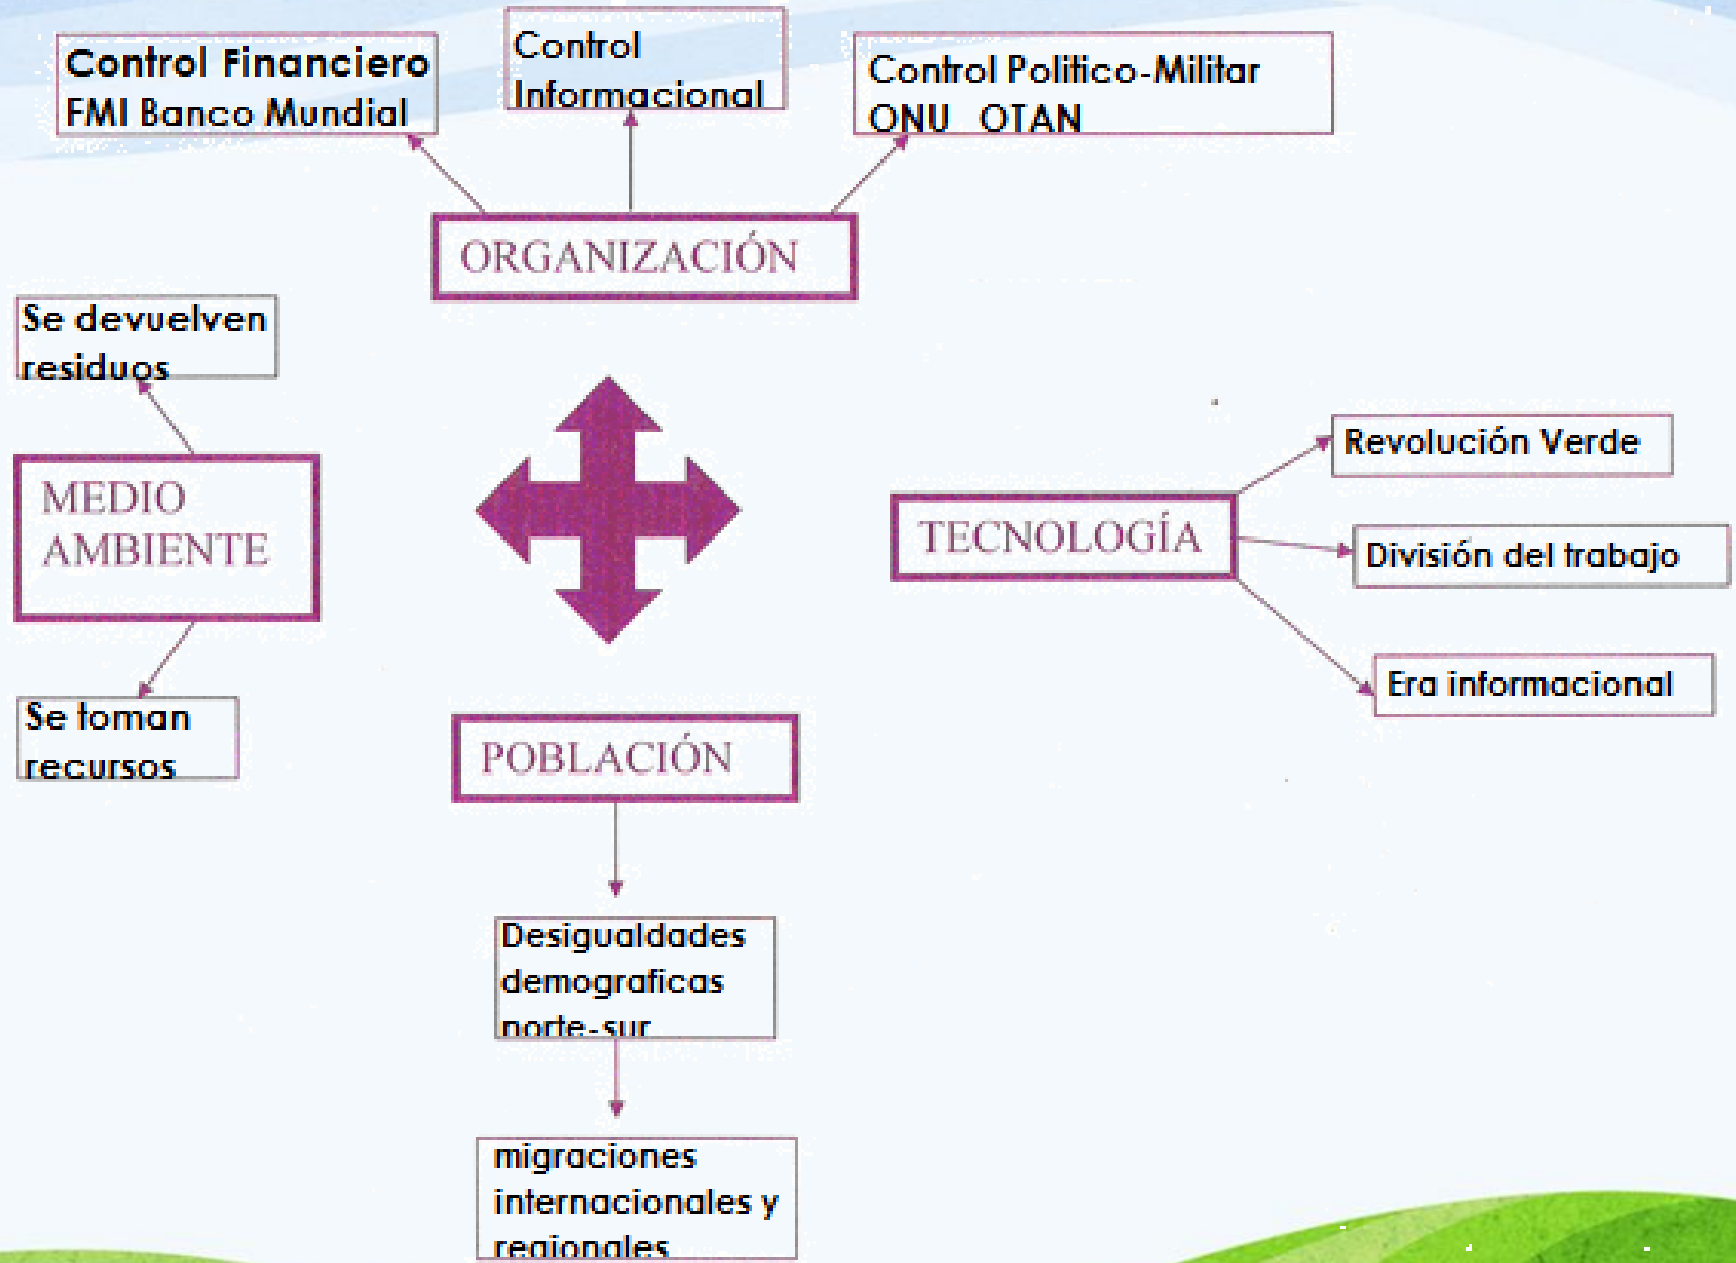 Control Financiero
FMI Banco Mundial
Control
Informacional
Control Politico-Militar
ONU OTAN
ORGANIZACIÓN
Se devuelven
residuos
MEDIO
AMBIENTE
Se toman
recursos
TECNOLOGÍA
Revolución Verde
División del trabajo
Era informacional
POBLACIÓN
Desigualdades
demograficas
norte-sur
migraciones
internacionales y
regionales